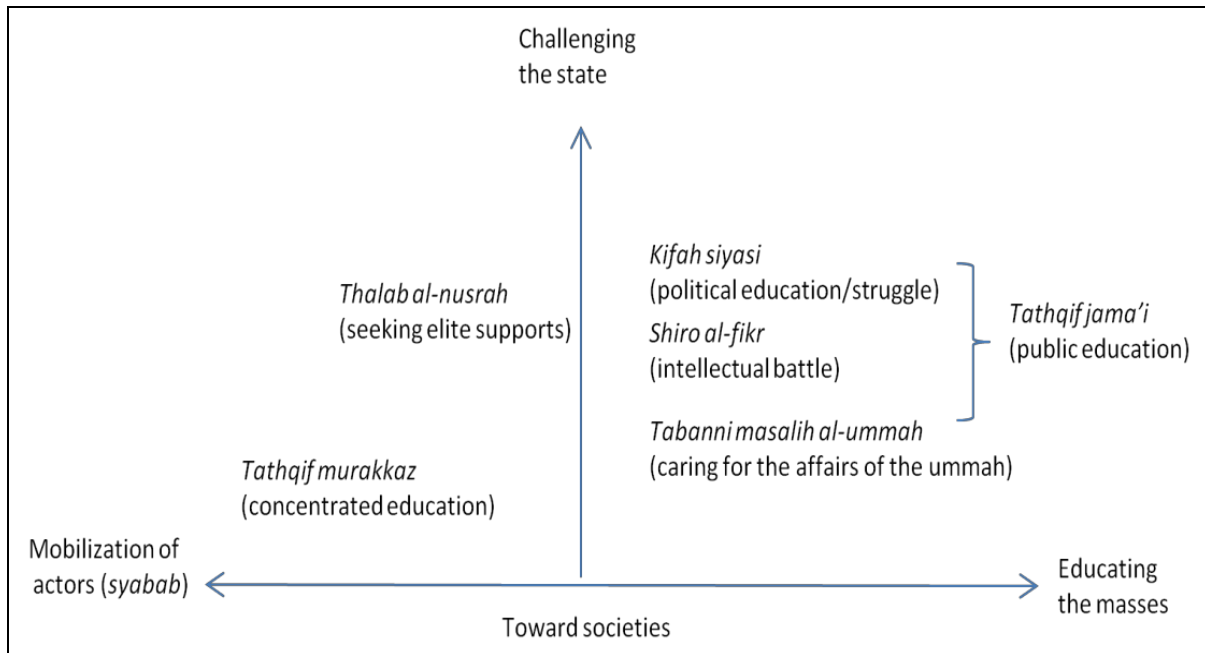 Challenging
the state
Kifah siyasi
(political education/struggle)
Shiro al-fikr
(intellectual battle)
Tabanni masalih al-ummah
(caring for the affairs of the ummah)
Tathqif jama’i
(public education)
Thalab al-nusrah
(seeking elite supports)
Tathqif murakkaz
(concentrated education)
Mobilization of
actors (syabab)
Toward societies
Educating
the masses